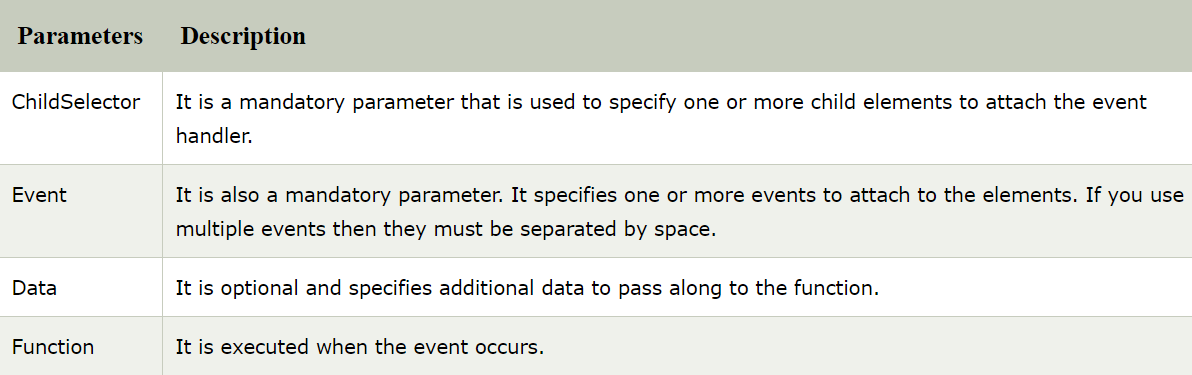 Parameters Description
ChildSelector It is a mandatory parameter that is used to specify one or more child elements to attach the event
handler.
Event It is also a mandatory parameter. It specifies one or more events to attach to the elements. If you use
multiple events then they must be separated by space.
Data It is optional and specifies additional data to pass along to the function.
Function It is executed when the event occurs.